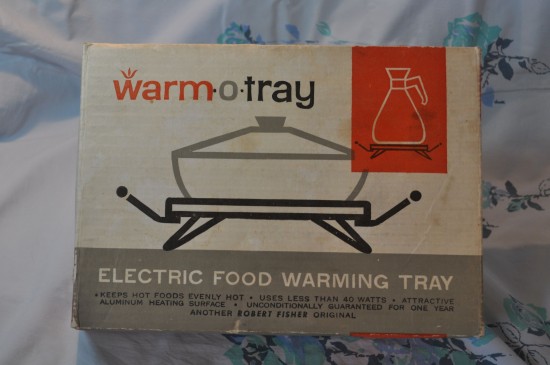 warm·o·tray
ELECTRIC FOOD WARMING TRAY
• KEEPS HOT FOODS EVENLY HOT • USES LESS THAN 40 WATTS • ATTRACTIVE
ALUMINUM HEATING SURFACE • UNCONDITIONALLY GUARANTEED FOR ONE YEAR
ANOTHER ROBERT FISHER ORIGINAL